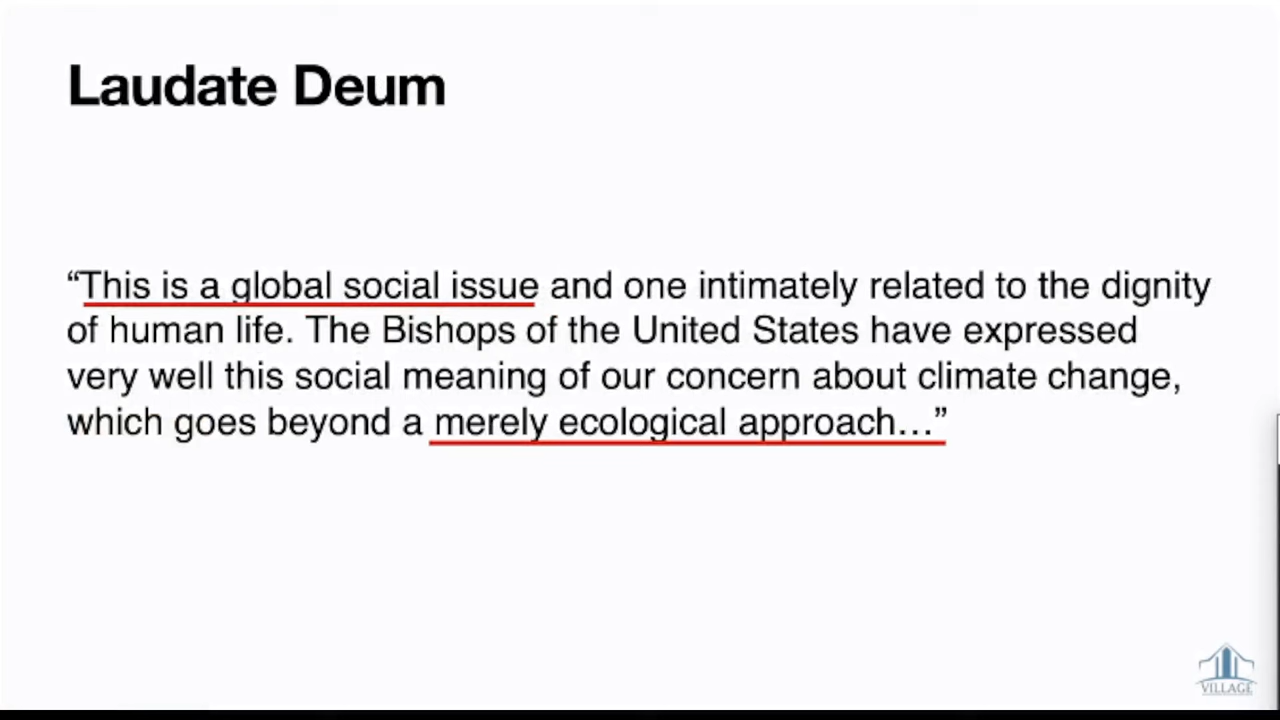 Laudate Deum
“This is a global social issue and one intimately related to the dignity
of human life. The Bishops of the United States have expressed
very well this social meaning of our concern about climate change,
which goes beyond a merely ecological approach…”
VILLAGE